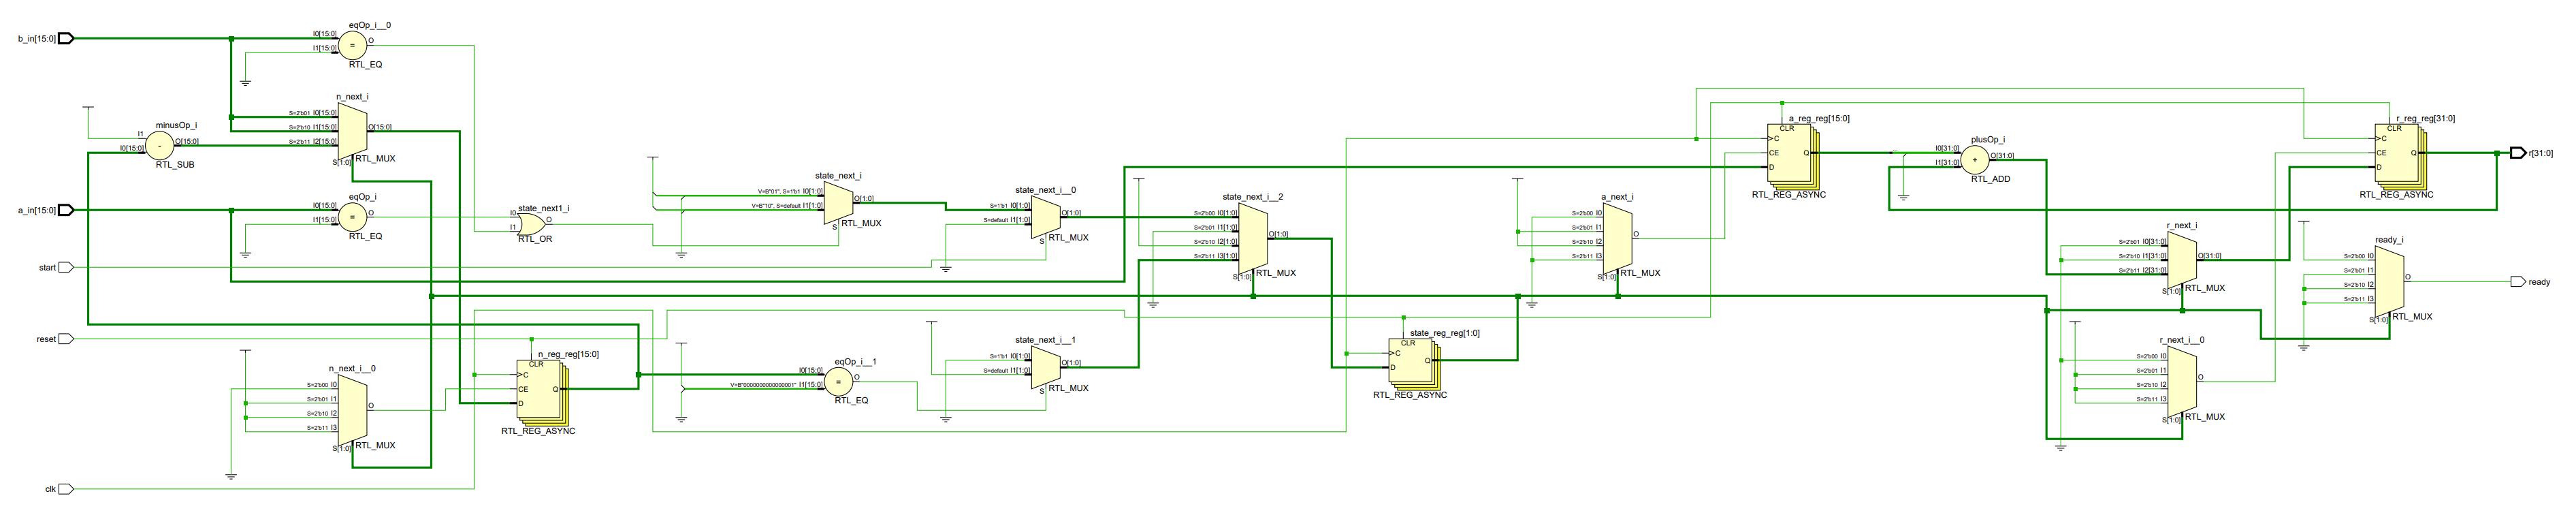 b_in[15:0]
eqOp_i__0
I0[15:0]
I1[15:0]
=
O
RTL_EQ
n_next_i
S=2'b01 I0[15:0]
S=2'b10 I1[15:0]
S=2'b11 I2[15:0]
O[15:0]
S[1:0]
RTL_MUX
minusOp_i
I1
I0[15:0]
-
O[15:0]
RTL_SUB
a_in[15:0]
eqOp_i
I0[15:0]
I1[15:0]
=
O
RTL_EQ
state_next1_i
I0
I1
O
RTL_OR
start
reset
clk
n_next_i__0
S=2'b00 I0
S=2'b01 I1
S=2'b10 I2
S=2'b11 I3
O
S[1:0]
RTL_MUX
n_reg_reg[15:0]
CLR
C
CE
D
Q
RTL_REG_ASYNC
state_next_i
V=B"01", S=1'b1 I0[1:0]
V=B"10", S=default I1[1:0]
O[1:0]
S
RTL_MUX
state_next_i__0
S=1'b1 I0[1:0]
S=default I1[1:0]
O[1:0]
S
RTL_MUX
eqOp_i__1
I0[15:0]
V=B"0000000000000001" I1[15:0]
=
O
RTL_EQ
state_next_i__1
S=1'b1 I0[1:0]
S=default I1[1:0]
O[1:0]
S
RTL_MUX
state_next_i__2
S=2'b00 I0[1:0]
S=2'b01 I1[1:0]
S=2'b10 I2[1:0]
S=2'b11 I3[1:0]
O[1:0]
S[1:0]
RTL_MUX
state_reg_reg[1:0]
CLR
C
D
Q
RTL_REG_ASYNC
a_next_i
S=2'b00 I0
S=2'b01 I1
S=2'b10 I2
S=2'b11 I3
O
S[1:0]
RTL_MUX
a_reg_reg[15:0]
CLR
C
CE
D
Q
RTL_REG_ASYNC
plusOp_i
I0[31:0]
I1[31:0]
+
O[31:0]
RTL_ADD
r_next_i
S=2'b01 I0[31:0]
S=2'b10 I1[31:0]
S=2'b11 I2[31:0]
O[31:0]
S[1:0]
RTL_MUX
r_next_i__0
S=2'b00 I0
S=2'b01 I1
S=2'b10 I2
S=2'b11 I3
O
S[1:0]
RTL_MUX
r_reg_reg[31:0]
CLR
C
CE
D
Q
RTL_REG_ASYNC
r[31:0]
ready_i
S=2'b00 I0
S=2'b01 I1
S=2'b10 I2
S=2'b11 I3
O
S[1:0]
RTL_MUX
ready